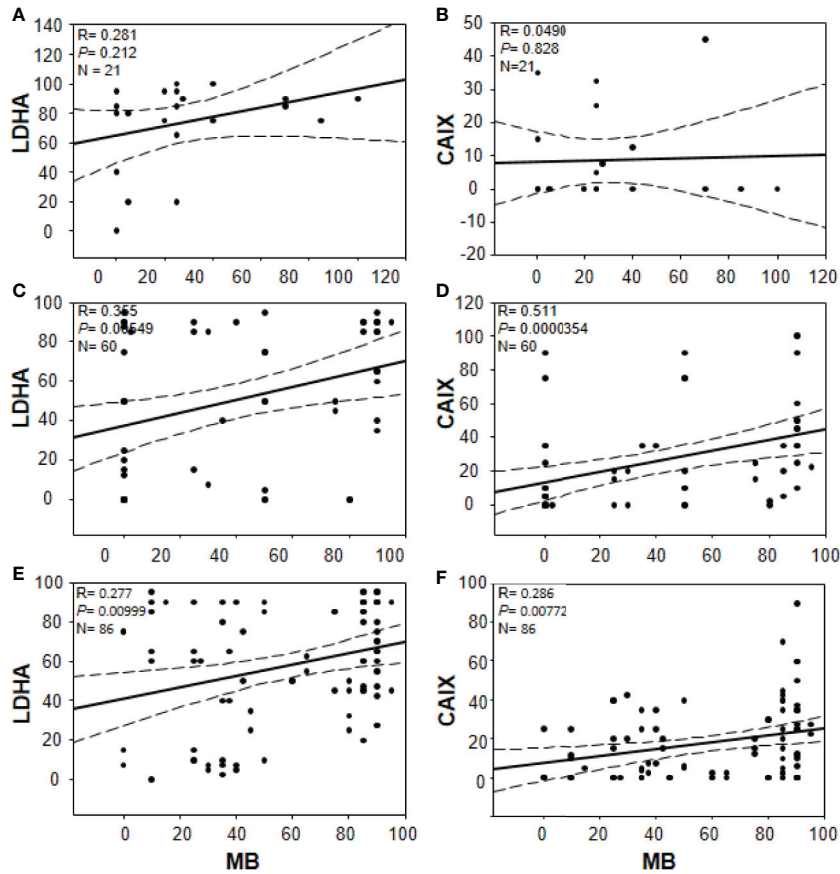 A
R= 0.281
P= 0.212
N = 21
LDHA
140
120
100
80
60
40
20
0
0 20 40 60 80 100 120
B
R= 0.0490
P = 0.828
N=21
CAIX
50
40
30
20
10
0
-10
-20
0 20 40 60 80 100 120
C
R= 0.355
P= 0.00549
N= 60
LDHA
100
80
60
40
20
0
0 20 40 60 80 100
D
R= 0.511
P= 0.0000354
N= 60
CAIX
120
100
80
60
40
20
0
0 20 40 60 80 100
E
R= 0.277
P= 0.00999
N= 86
LDHA
100
80
60
40
20
0
0 20 40 60 80 100
MB
F
R= 0.286
P= 0.00772
N= 86
CAIX
100
80
60
40
20
0
0 20 40 60 80 100
MB